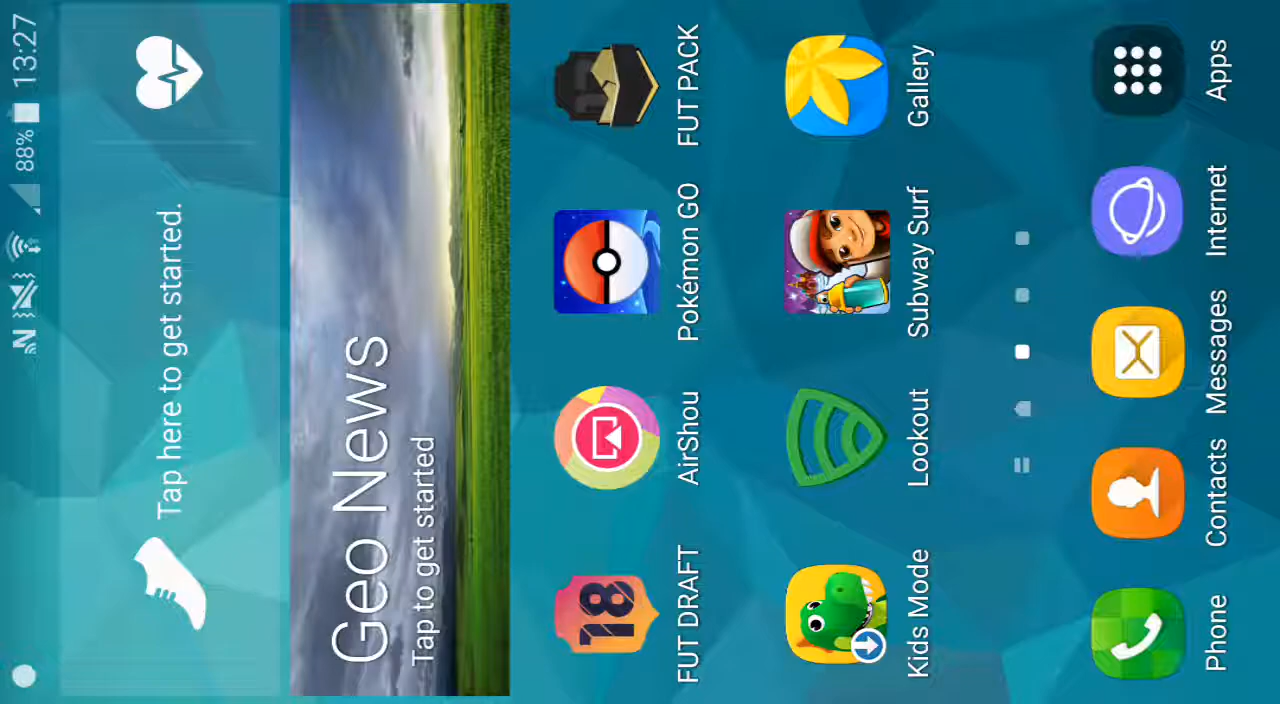 88% 13:27
Tap here to get started.
Geo News
Tap to get started
FUT DRAFT AirShou Pokémon GO FUT PACK
18
Kids Mode Lookout Subway Surf Gallery
Phone Contacts Messages Internet Apps